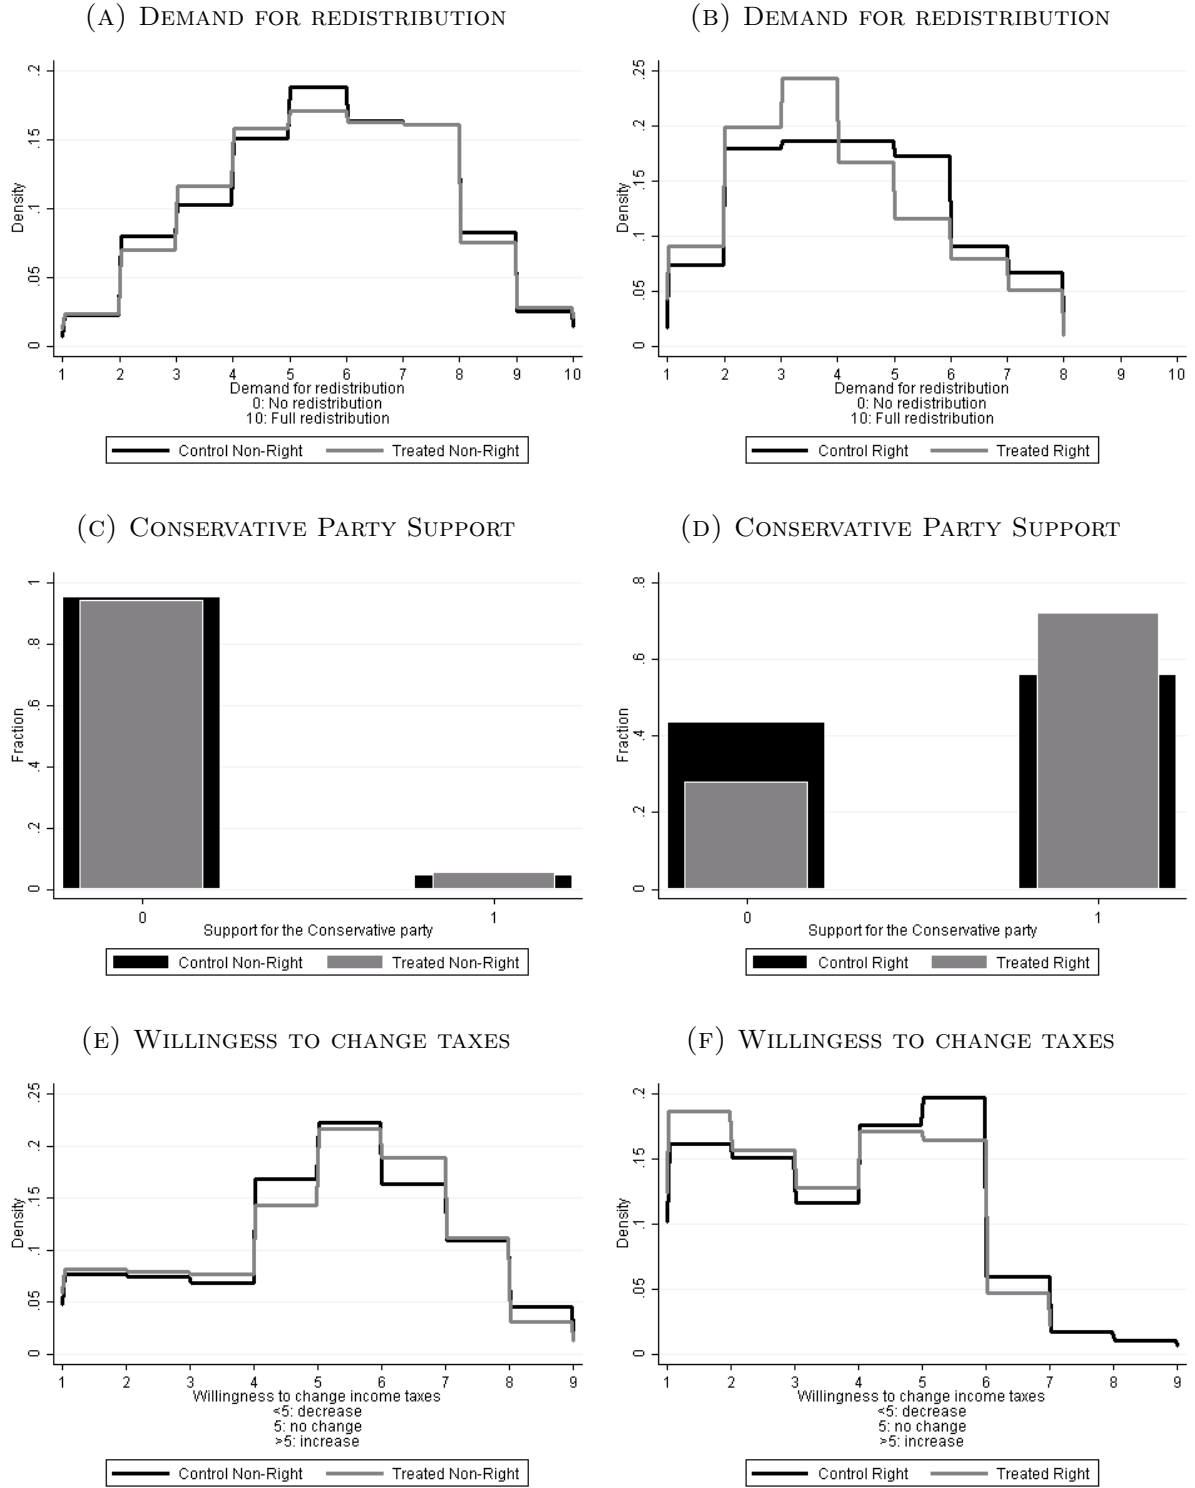 (A) DEMAND FOR REDISTRIBUTION
.2
.15
.1
.05
0
Density
1 2 3 4 5 6 7 8 9 10
Demand for redistribution
0: No redistribution
10: Full redistribution
Control Non-Right Treated Non-Right
(B) DEMAND FOR REDISTRIBUTION
.25
.2
.15
.1
.05
0
Density
1 2 3 4 5 6 7 8 9 10
Demand for redistribution
0: No redistribution
10: Full redistribution
Control Right Treated Right
(C) CONSERVATIVE PARTY SUPPORT
1
.8
.6
.4
.2
0
Fraction
0 1
Support for the Conservative party
Control Non-Right Treated Non-Right
(D) CONSERVATIVE PARTY SUPPORT
.8
.6
.4
.2
0
Fraction
0 1
Support for the Conservative party
Control Right Treated Right
(E) WILLINGESS TO CHANGE TAXES
.25
.2
.15
.1
.05
0
Density
1 2 3 4 5 6 7 8 9
Willingness to change income taxes
<5: decrease
5: no change
>5: increase
Control Non-Right Treated Non-Right
(F) WILLINGESS TO CHANGE TAXES
.2
.15
.1
.05
0
Density
1 2 3 4 5 6 7 8 9
Willingness to change income taxes
<5: decrease
5: no change
>5: increase
Control Right Treated Right